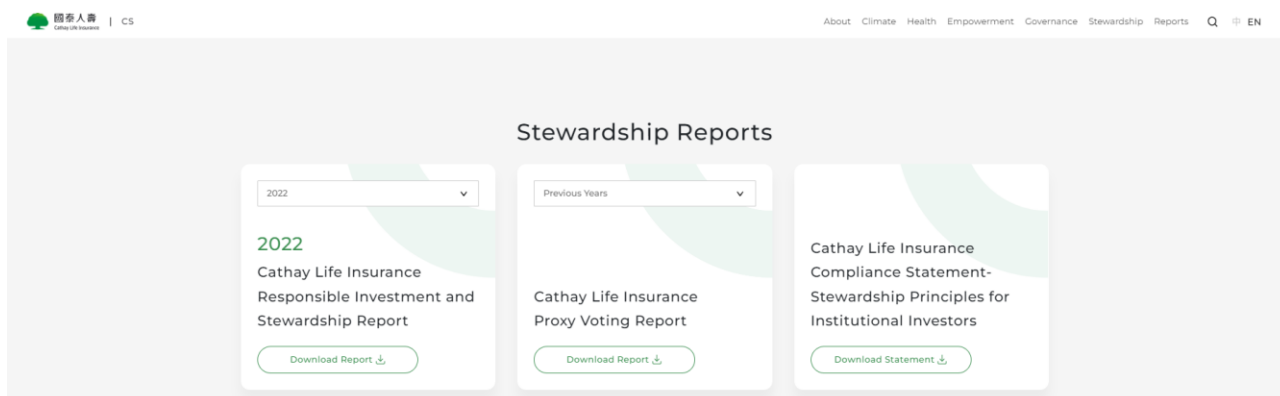 國泰人壽
Cathay Life Insurance
CS
About Climate Health Empowerment Governance Stewardship Reports 中 EN
Stewardship Reports
2022
2022
Cathay Life Insurance
Responsible Investment and
Stewardship Report
Download Report
Previous Years
Cathay Life Insurance
Proxy Voting Report
Download Report
Cathay Life Insurance
Compliance Statement-
Stewardship Principles for
Institutional Investors
Download Statement